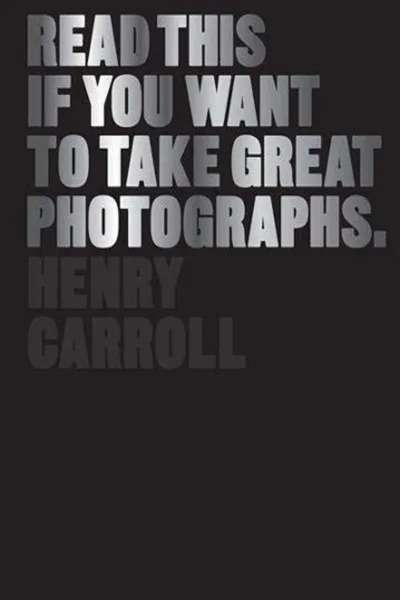 READ THIS
IF YOU WANT
TO TAKE GREAT
PHOTOGRAPHS.
HENRY
CARROLL